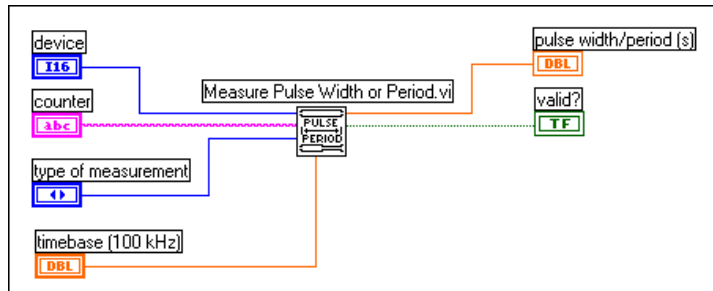 device
I16
counter
abc
type of measurement
timebase (100 kHz)
DBL
Measure Pulse Width or Period.vi
PULSE
PERIOD
pulse width/period (s)
DBL
valid?
TF